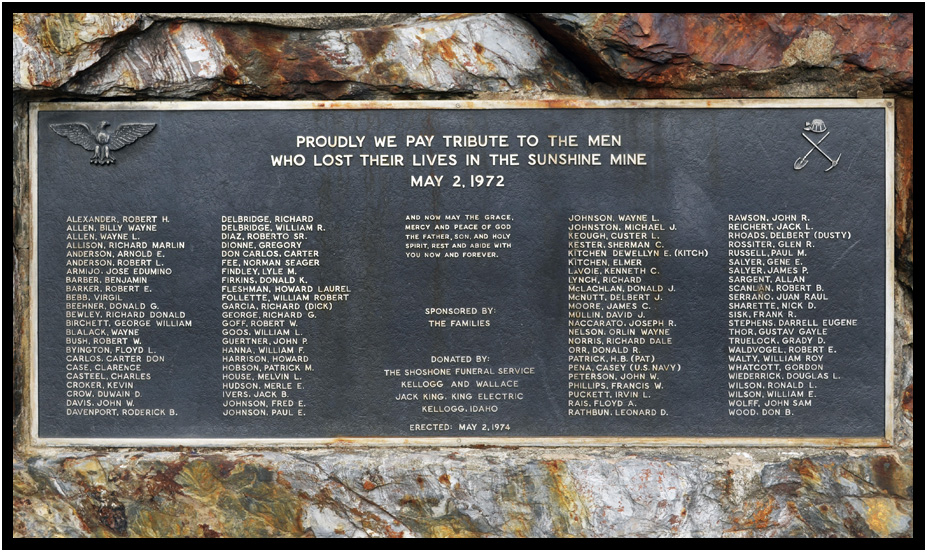 PROUDLY WE PAY TRIBUTE TO THE MEN
WHO LOST THEIR LIVES IN THE SUNSHINE MINE
MAY 2, 1972
ALEXANDER, ROBERT H.
ALLEN, BILLY WAYNE
ALLEN, WAYNE L.
ALLISON, RICHARD MARLIN
ANDERSON, ARNOLD E.
ANDERSON, ROBERT L.
ARMIJO, JOSE EDUMINO
BARBER, BENJAMIN
BARKER, ROBERT E.
BEBB, VIRGIL
BEEHNER, DONALD G.
BEWLEY, RICHARD DONALD
BIRCHETT, GEORGE WILLIAM
BLALACK, WAYNE
BUSH, ROBERT W.
BYINGTON, FLOYD L.
CARLOS, CARTER DON
CASE, CLARENCE
CASTEEL, CHARLES
CROKER, KEVIN
CROW, DUWAIN D.
DAVIS, JOHN W.
DAVENPORT, RODERICK B.
DELBRIDGE, RICHARD
DELBRIDGE, WILLIAM R.
DIAZ, ROBERTO SR.
DIONNE, GREGORY
DON CARLOS, CARTER
FEE, NORMAN SEAGER
FINDLEY, LYLE M.
FIRKINS, DONALD K.
FLESHMAN, HOWARD LAUREL
FOLLETTE, WILLIAM ROBERT
GARCIA, RICHARD (DICK)
GEORGE, RICHARD G.
GOFF, ROBERT W.
GOOS, WILLIAM L.
GUERTNER, JOHN P.
HANNA, WILLIAM F.
HARRISON, HOWARD
HOBSON, PATRICK M.
HOUSE, MELVIN L.
HUDSON, MERLE E.
IVERS, JACK B.
JOHNSON, FRED E.
JOHNSON, PAUL E.
AND NOW MAY THE GRACE,
MERCY AND PEACE OF GOD
THE FATHER, SON, AND HOLY
SPIRIT, REST AND ABIDE WITH
YOU NOW AND FOREVER.
SPONSORED BY:
THE FAMILIES
DONATED BY:
THE SHOSHONE FUNERAL SERVICE
KELLOGG AND WALLACE
JACK KING, KING ELECTRIC
KELLOGG, IDAHO
ERECTED: MAY 2, 1974
JOHNSON, WAYNE L.
JOHNSTON, MICHAEL J.
KEOUGH, CUSTER L.
KESTER, SHERMAN C.
KITCHEN DEWELLYN E. (KITCH)
KITCHEN, ELMER
LaVOIE, KENNETH C.
LYNCH, RICHARD
McLACHLAN, DONALD J.
McNUTT, DELBERT J.
MOORE, JAMES C.
MULLIN, DAVID J.
NACCARATO, JOSEPH R.
NELSON, ORLIN WAYNE
NORRIS, RICHARD DALE
ORR, DONALD R.
PATRICK, H.B. (PAT)
PENA, CASEY (U.S. NAVY)
PETERSON, JOHN W.
PHILLIPS, FRANCIS W.
PUCKETT, IRVIN L.
RAIS, FLOYD A.
RATHBUN, LEONARD D.
RAWSON, JOHN R.
REICHERT, JACK L.
RHOADS, DELBERT (DUSTY)
ROSSITER, GLEN R.
RUSSELL, PAUL M.
SALYER, GENE E.
SALYER, JAMES P.
SARGENT, ALLAN
SCANLAN, ROBERT B.
SERRANO, JUAN RAUL
SHARETTE, NICK D.
SISK, FRANK R.
STEPHENS, DARRELL EUGENE
THOR, GUSTAV GAYLE
TRUELOCK, GRADY D.
WALDVOGEL, ROBERT E.
WALTY, WILLIAM ROY
WHATCOTT, GORDON
WIEDERRICK, DOUGLAS L.
WILSON, RONALD L.
WILSON, WILLIAM E.
WOLFF, JOHN SAM
WOOD, DON B.